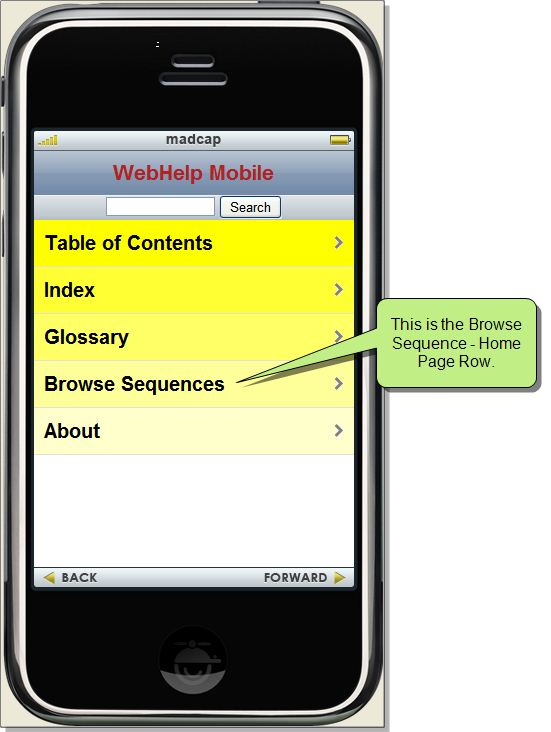 madcap
WebHelp Mobile
Search
Table of Contents
Index
Glossary
Browse Sequences
About
This is the Browse
Sequence - Home
Page Row.
BACK
FORWARD